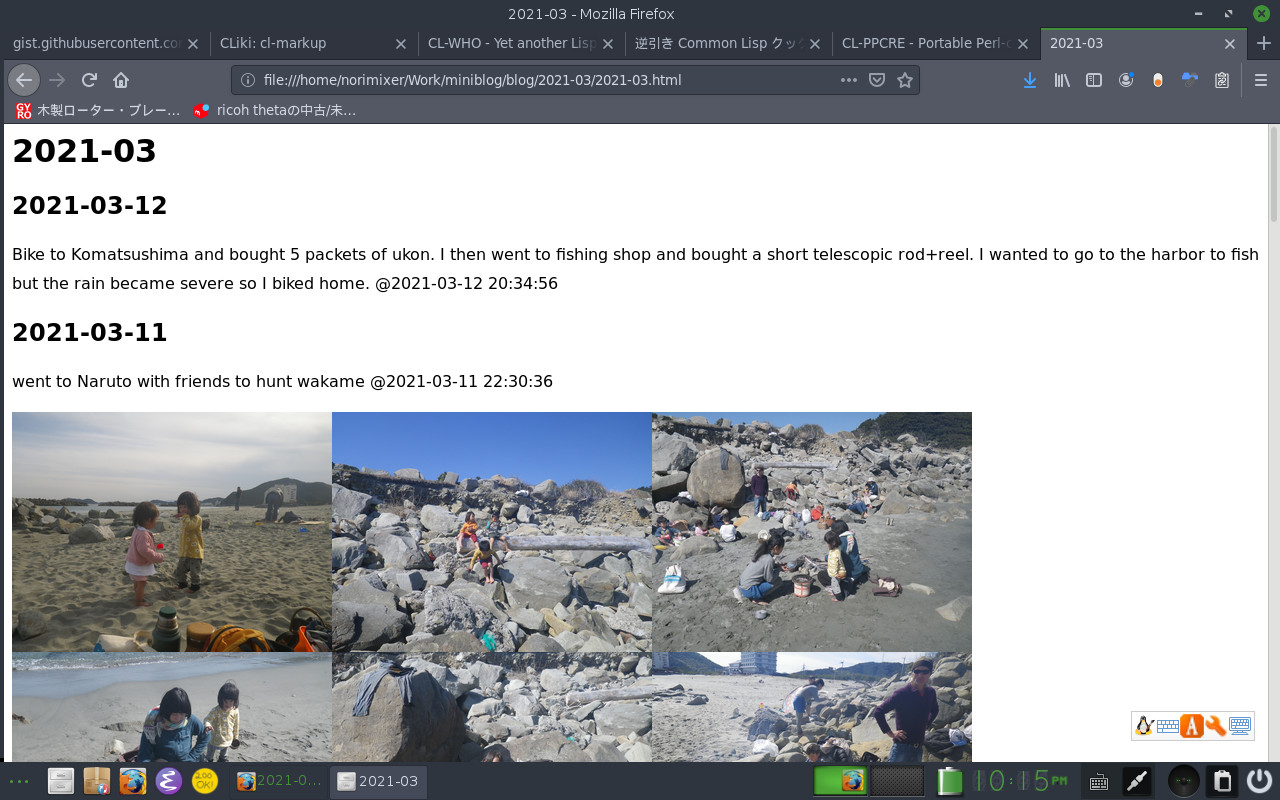 2021-03 - Mozilla Firefox
gist.githubusercontent.co
CLiki: cl-markup
CL-WHO - Yet another Lisp
逆引き Common Lisp クッ
CL-PPCRE - Portable Perl-c
2021-03
file:///home/norimixer/Work/miniblog/blog/2021-03/2021-03.html
GY
RO
木製ローター・ブレー…
ricoh thetaの中古/未…
2021-03
2021-03-12
Bike to Komatsushima and bought 5 packets of ukon. I then went to fishing shop and bought a short telescopic rod+reel. I wanted to go to the harbor to fish
but the rain became severe so I biked home. @2021-03-12 20:34:56
2021-03-11
went to Naruto with friends to hunt wakame @2021-03-11 22:30:36
A
200
OK!
2021-0...
2021-03
10:15PM